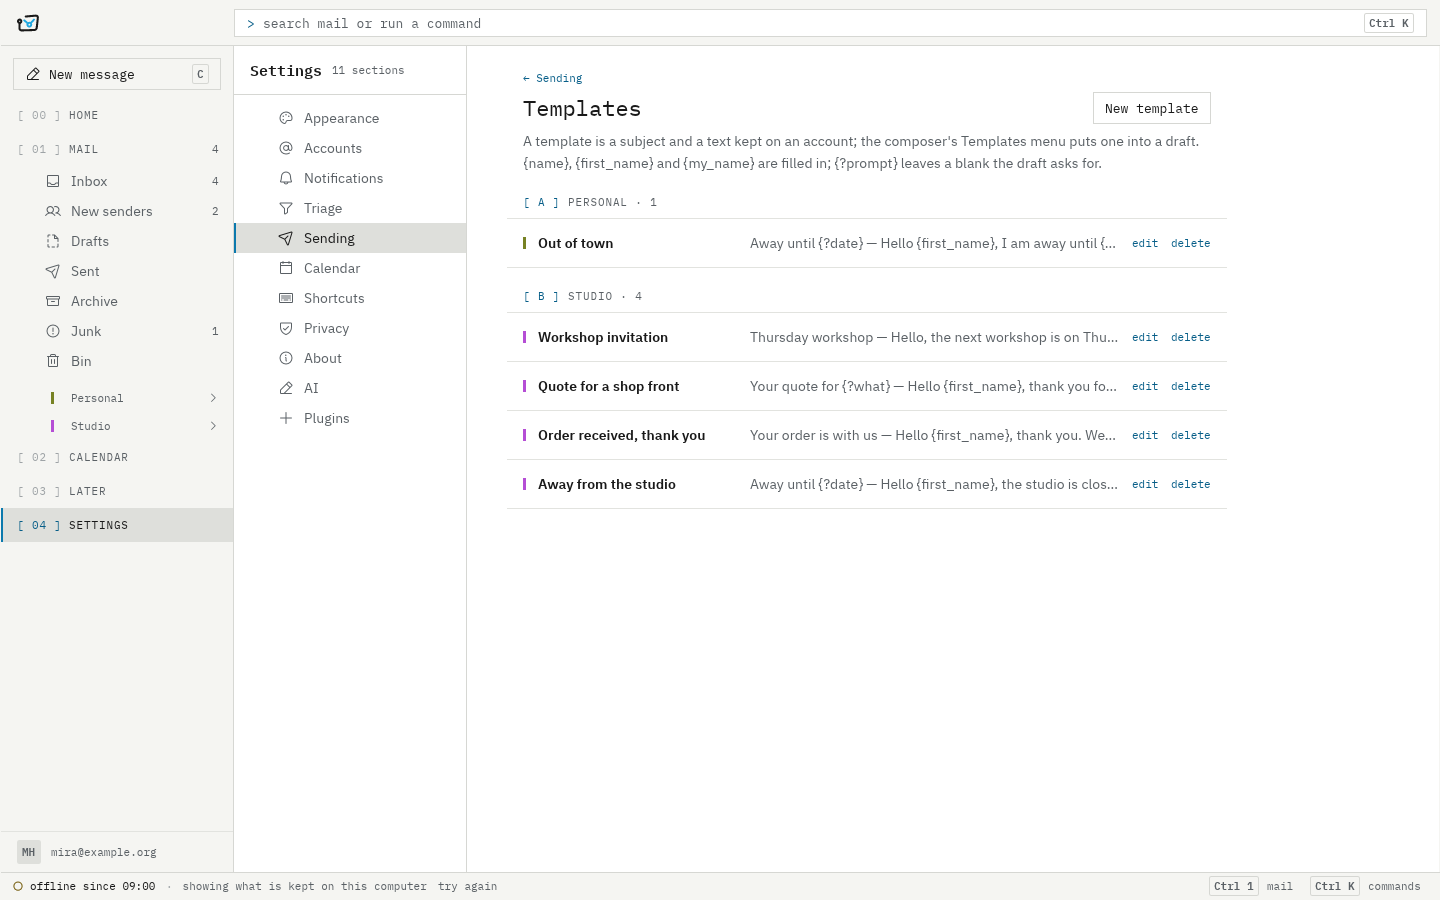 > search mail or run a command Ctrl K
New message C
[ 00 ] HOME
[ 01 ] MAIL 4
Inbox 4
New senders 2
Drafts
Sent
Archive
Junk 1
Bin
Personal
Studio
[ 02 ] CALENDAR
[ 03 ] LATER
[ 04 ] SETTINGS
MH mira@example.org
Settings 11 sections
Appearance
Accounts
Notifications
Triage
Sending
Calendar
Shortcuts
Privacy
About
AI
Plugins
← Sending
Templates
New template
A template is a subject and a text kept on an account; the composer's Templates menu puts one into a draft.
{name}, {first_name} and {my_name} are filled in; {?prompt} leaves a blank the draft asks for.
[ A ] PERSONAL · 1
Out of town Away until {?date} — Hello {first_name}, I am away until {… edit delete
[ B ] STUDIO · 4
Workshop invitation Thursday workshop — Hello, the next workshop is on Thu… edit delete
Quote for a shop front Your quote for {?what} — Hello {first_name}, thank you fo… edit delete
Order received, thank you Your order is with us — Hello {first_name}, thank you. We… edit delete
Away from the studio Away until {?date} — Hello {first_name}, the studio is clos… edit delete
offline since 09:00 · showing what is kept on this computer try again
Ctrl 1 mail Ctrl K commands